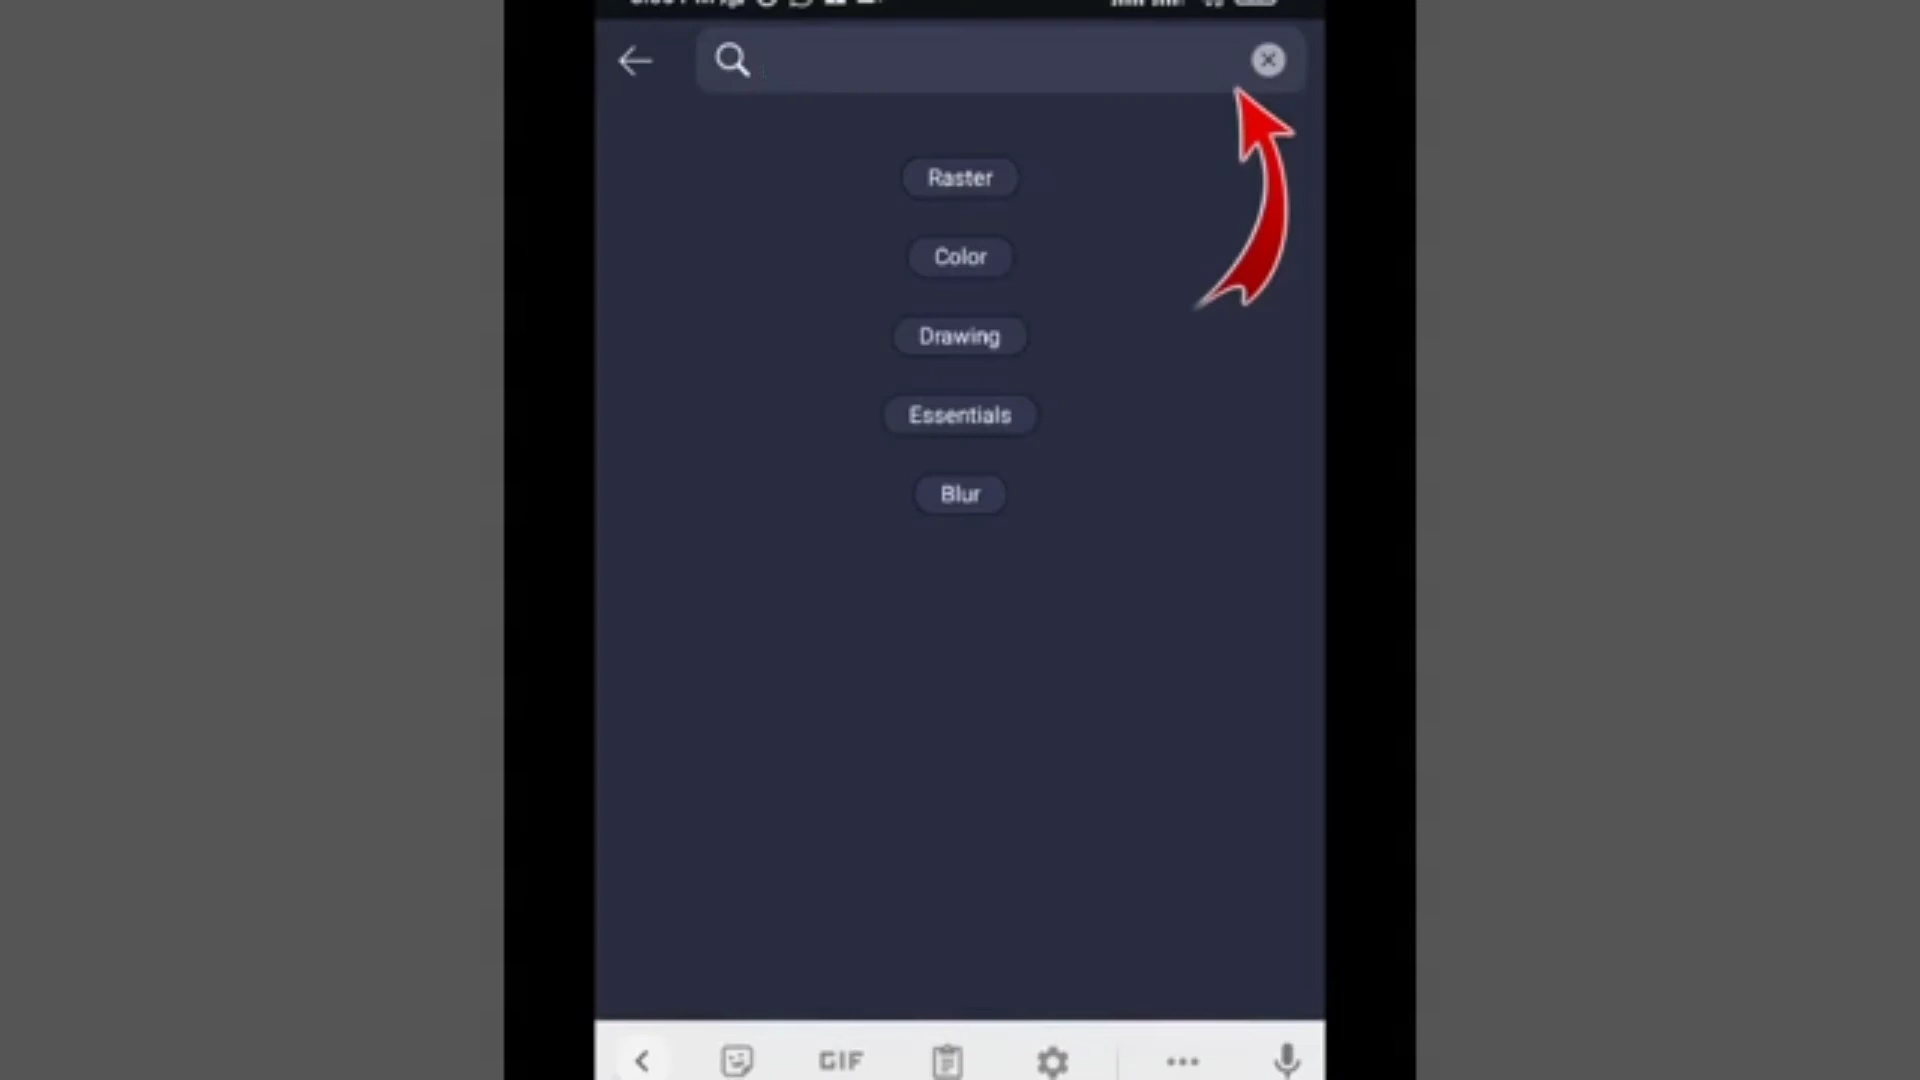 Raster
Color
Drawing
Essentials
Blur
GIF